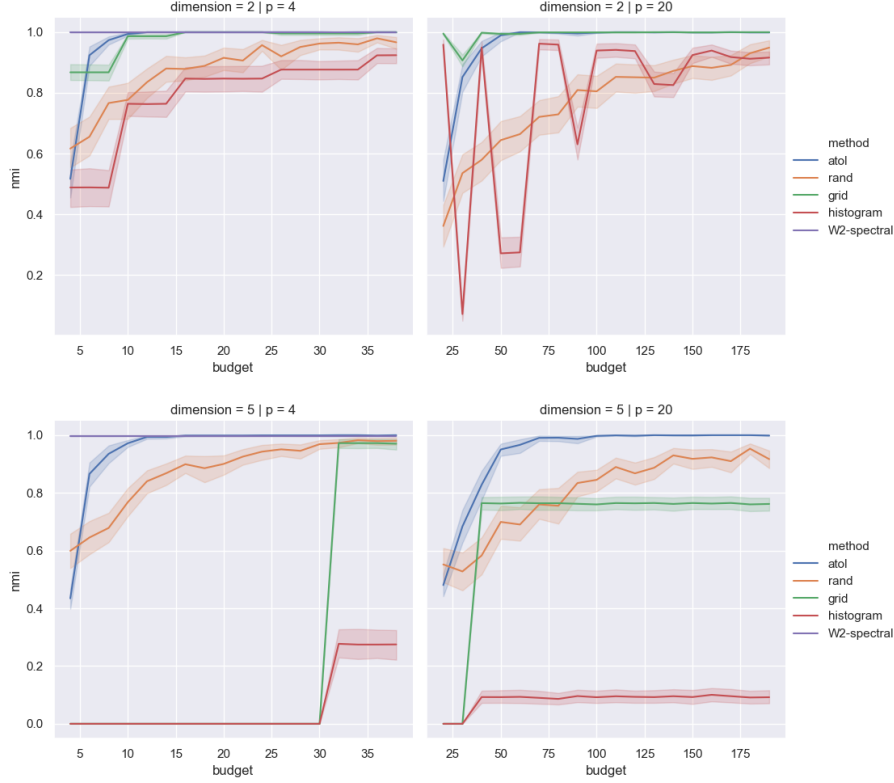 dimension = 2 | p = 4
dimension = 2 | p = 20
1.0
0.8
0.6
0.4
0.2
nmi
5 10 15 20 25 30 35
budget
25 50 75 100 125 150 175
budget
method
atol
rand
grid
histogram
W2-spectral
dimension = 5 | p = 4
dimension = 5 | p = 20
1.0
0.8
0.6
0.4
0.2
0.0
nmi
5 10 15 20 25 30 35
budget
25 50 75 100 125 150 175
budget
method
atol
rand
grid
histogram
W2-spectral